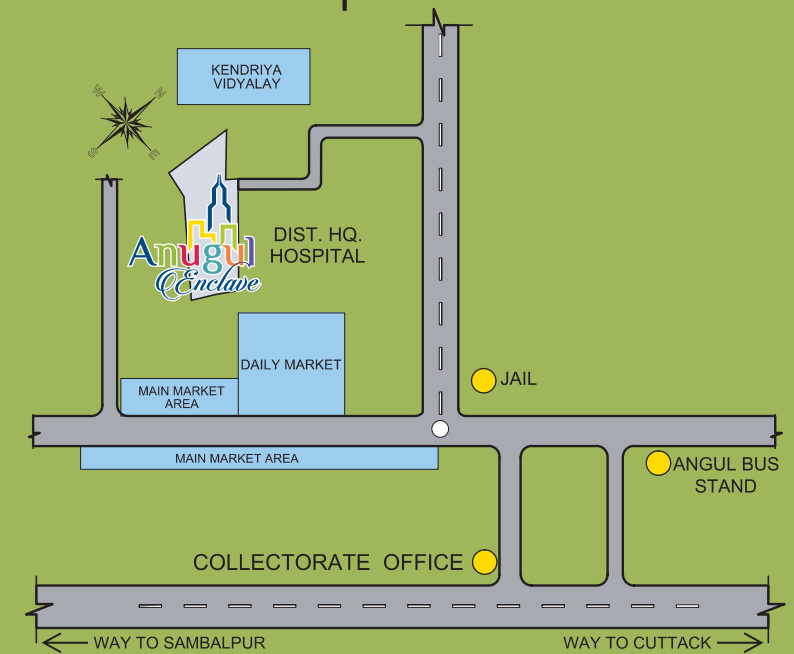 KENDRIYA
VIDYALAY
W
N
S
E
Anugul
Enclave
DIST. HQ.
HOSPITAL
DAILY MARKET
MAIN MARKET
AREA
JAIL
MAIN MARKET AREA
ANGUL BUS
STAND
COLLECTORATE OFFICE
WAY TO SAMBALPUR
WAY TO CUTTACK